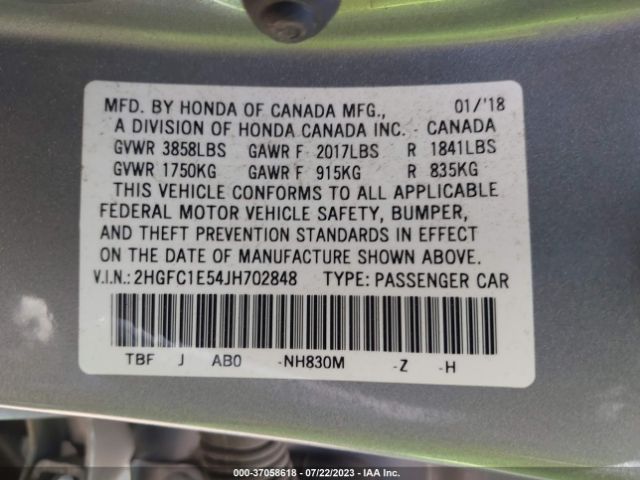 MFD. BY HONDA OF CANADA MFG., 01/'18
A DIVISION OF HONDA CANADA INC. CANADA
GVWR 3858LBS GAWR F 2017LBS R 1841LBS
GVWR 1750KG GAWR F 915KG R 835KG
THIS VEHICLE CONFORMS TO ALL APPLICABLE
FEDERAL MOTOR VEHICLE SAFETY, BUMPER,
AND THEFT PREVENTION STANDARDS IN EFFECT
ON THE DATE OF MANUFACTURE SHOWN ABOVE.
V.I.N.: 2HGFC1E54JH702848 TYPE: PASSENGER CAR
TBF J AB0 -NH830M -Z -H
000-37058618 - 07/22/2023 - IAA Inc.